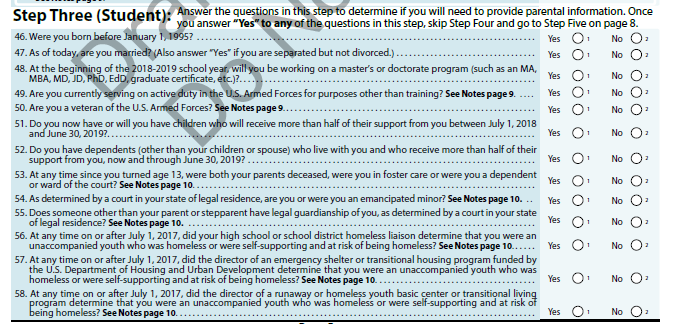 Step Three (Student): Answer the questions in this step to determine if you will need to provide parental information. Once
you answer “Yes” to any of the questions in this step, skip Step Four and go to Step Five on page 8.
46. Were you born before January 1, 1995? Yes 1 No 2
47. As of today, are you married? (Also answer “Yes” if you are separated but not divorced.) Yes 1 No 2
48. At the beginning of the 2018-2019 school year, will you be working on a master’s or doctorate program (such as an MA,
MBA, MD, JD, PhD, EdD, graduate certificate, etc.)? Yes 1 No 2
49. Are you currently serving on active duty in the U.S. Armed Forces for purposes other than training? See Notes page 9. Yes 1 No 2
50. Are you a veteran of the U.S. Armed Forces? See Notes page 9. Yes 1 No 2
51. Do you now have or will you have children who will receive more than half of their support from you between July 1, 2018
and June 30, 2019? Yes 1 No 2
52. Do you have dependents (other than your children or spouse) who live with you and who receive more than half of their
support from you, now and through June 30, 2019? Yes 1 No 2
53. At any time since you turned age 13, were both your parents deceased, were you in foster care or were you a dependent
or ward of the court? See Notes page 10. Yes 1 No 2
54. As determined by a court in your state of legal residence, are you or were you an emancipated minor? See Notes page 10. Yes 1 No 2
55. Does someone other than your parent or stepparent have legal guardianship of you, as determined by a court in your state
of legal residence? See Notes page 10. Yes 1 No 2
56. At any time on or after July 1, 2017, did your high school or school district homeless liaison determine that you were an
unaccompanied youth who was homeless or were self-supporting and at risk of being homeless? See Notes page 10. Yes 1 No 2
57. At any time on or after July 1, 2017, did the director of an emergency shelter or transitional housing program funded by
the U.S. Department of Housing and Urban Development determine that you were an unaccompanied youth who was
homeless or were self-supporting and at risk of being homeless? See Notes page 10. Yes 1 No 2
58. At any time on or after July 1, 2017, did the director of a runaway or homeless youth basic center or transitional living
program determine that you were an unaccompanied youth who was homeless or were self-supporting and at risk of
being homeless? See Notes page 10. Yes 1 No 2